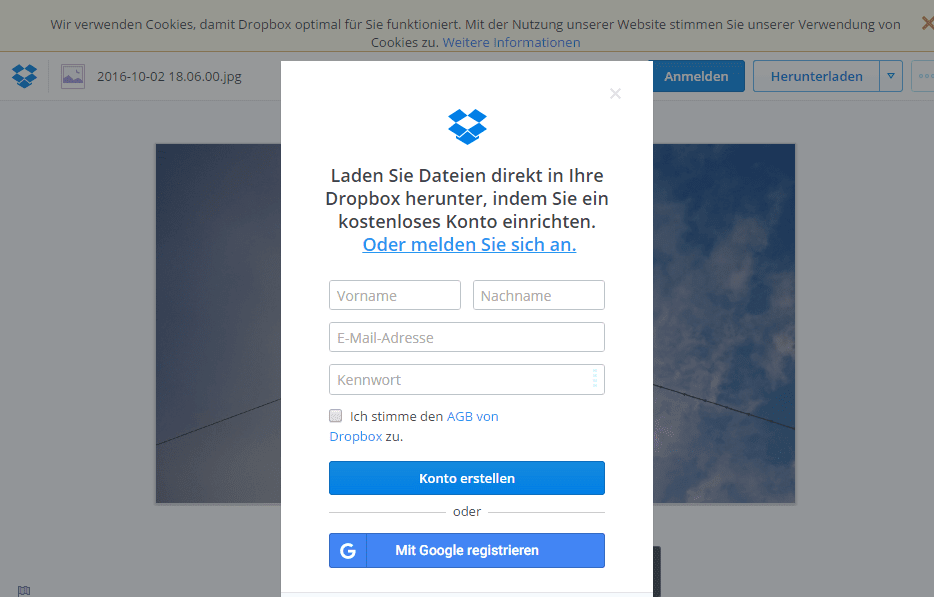 Wir verwenden Cookies, damit Dropbox optimal für Sie funktioniert. Mit der Nutzung unserer Website stimmen Sie unserer Verwendung von
Cookies zu. Weitere Informationen
2016-10-02 18.06.00.jpg
Anmelden
Herunterladen
Laden Sie Dateien direkt in Ihre
Dropbox herunter, indem Sie ein
kostenloses Konto einrichten.
Oder melden Sie sich an.
Vorname
Nachname
E-Mail-Adresse
Kennwort
Ich stimme den AGB von
Dropbox zu.
Konto erstellen
oder
G
Mit Google registrieren